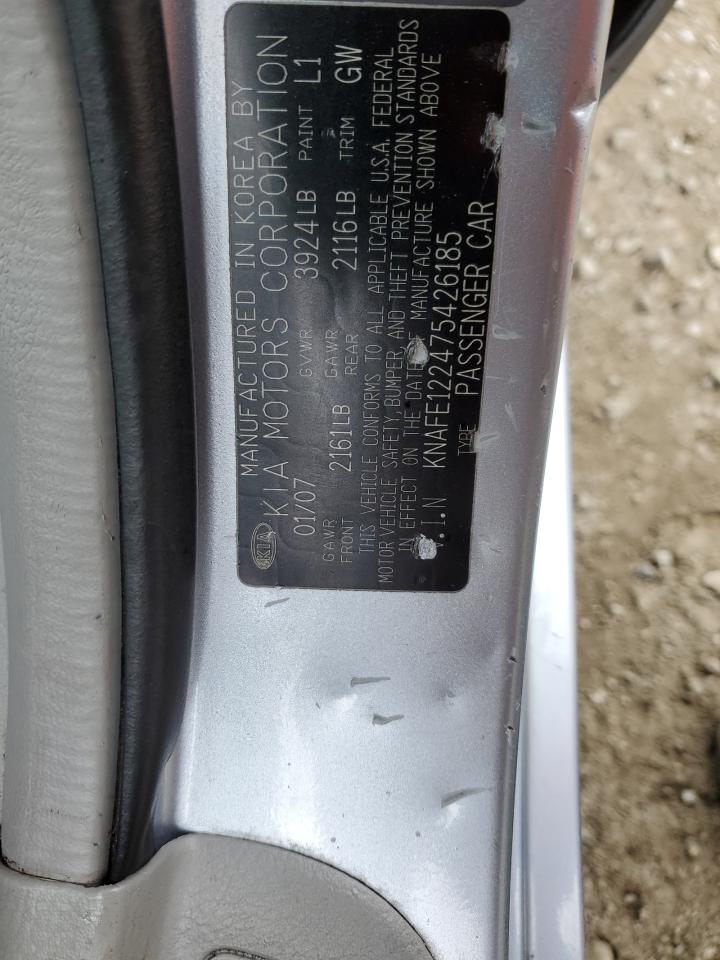 KIA
MANUFACTURED IN KOREA BY
KIA MOTORS CORPORATION
01/07 GVWR 3924LB PAINT L1
GAWR FRONT 2161LB GAWR REAR 2116LB TRIM GW
THIS VEHICLE CONFORMS TO ALL APPLICABLE U.S.A. FEDERAL
MOTOR VEHICLE SAFETY, BUMPER, AND THEFT PREVENTION STANDARDS
IN EFFECT ON THE DATE OF MANUFACTURE SHOWN ABOVE
V.I.N KNAFE122475426185
TYPE PASSENGER CAR